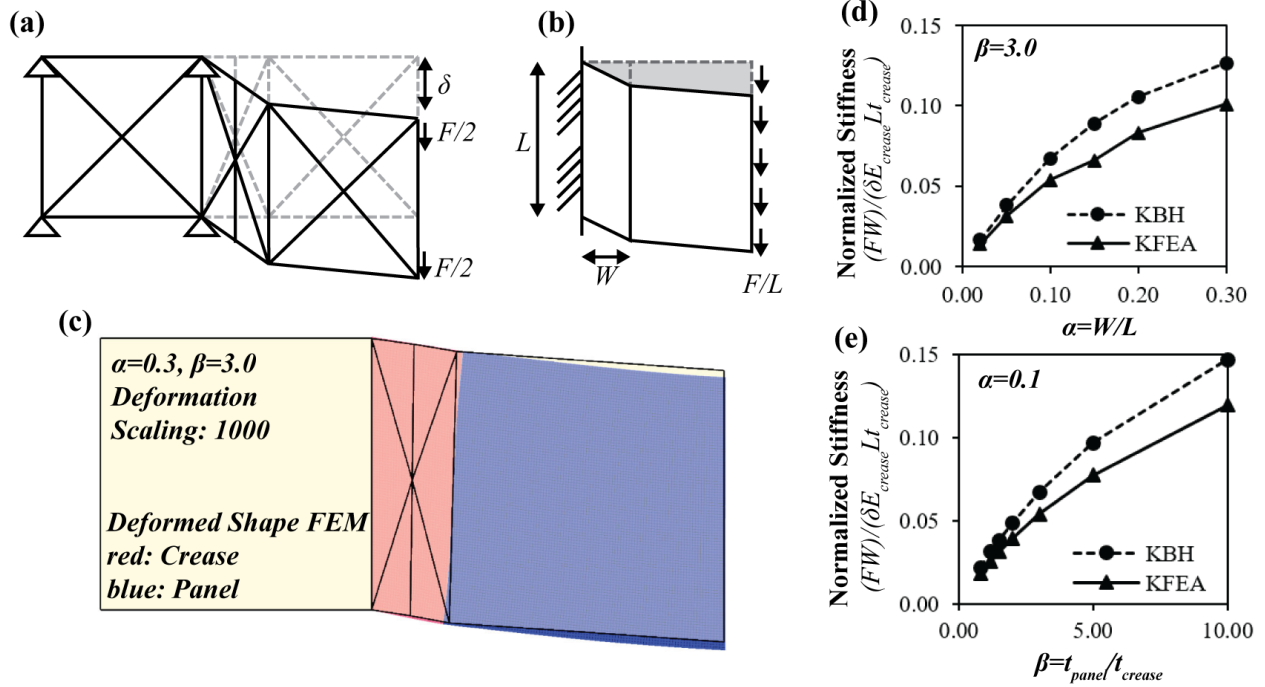 (a)
δ
F/2
F/2
(b)
L
W
F/L
(c)
α=0.3, β=3.0
Deformation
Scaling: 1000
Deformed Shape FEM
red: Crease
blue: Panel
(d)
Normalized Stiffness
(FW)/(δE_crease Lt_crease)
0.15
0.10
0.05
0.00
β=3.0
KBH
KFEA
0.00 0.10 0.20 0.30
α=W/L
(e)
Normalized Stiffness
(FW)/(δE_crease Lt_crease)
0.15
0.10
0.05
0.00
α=0.1
KBH
KFEA
0.00 5.00 10.00
β=t_panel/t_crease